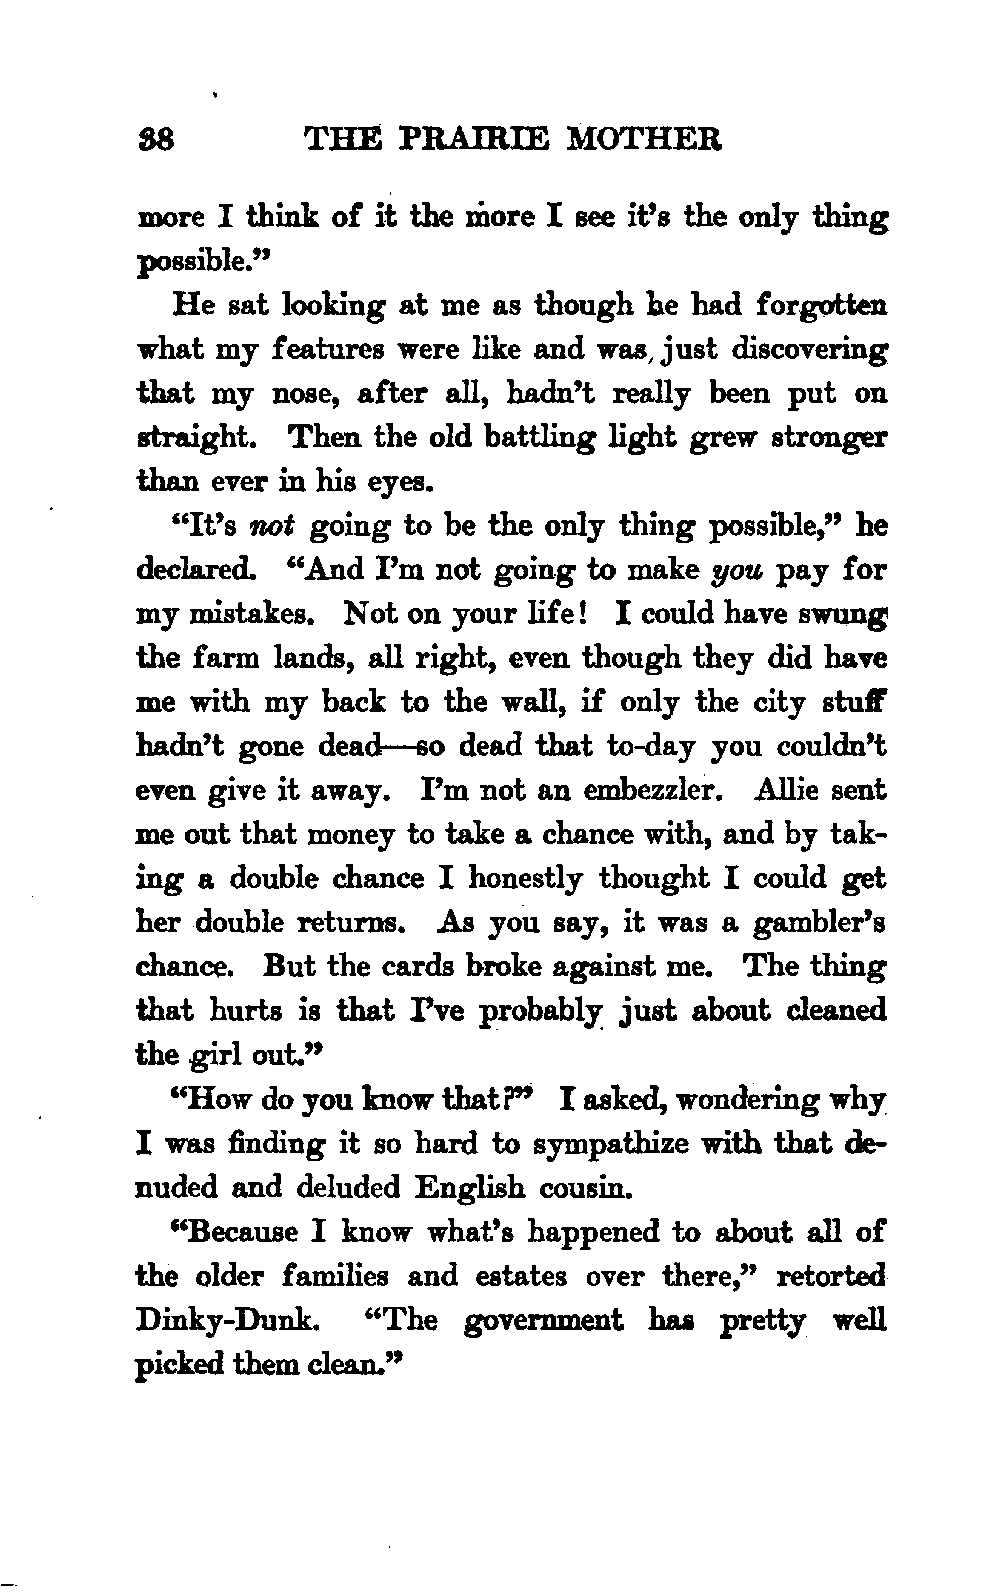 38 THE PRAIRIE MOTHER
more I think of it the more I see it's the only thing
possible."
He sat looking at me as though he had forgotten
what my features were like and was, just discovering
that my nose, after all, hadn't really been put on
straight. Then the old battling light grew stronger
than ever in his eyes.
"It's not going to be the only thing possible," he
declared. "And I'm not going to make you pay for
my mistakes. Not on your life! I could have swung
the farm lands, all right, even though they did have
me with my back to the wall, if only the city stuff
hadn't gone dead—so dead that to-day you couldn't
even give it away. I'm not an embezzler. Allie sent
me out that money to take a chance with, and by tak-
ing a double chance I honestly thought I could get
her double returns. As you say, it was a gambler's
chance. But the cards broke against me. The thing
that hurts is that I've probably just about cleaned
the girl out."
"How do you know that?" I asked, wondering why
I was finding it so hard to sympathize with that de-
nuded and deluded English cousin.
"Because I know what's happened to about all of
the older families and estates over there," retorted
Dinky-Dunk. "The government has pretty well
picked them clean."